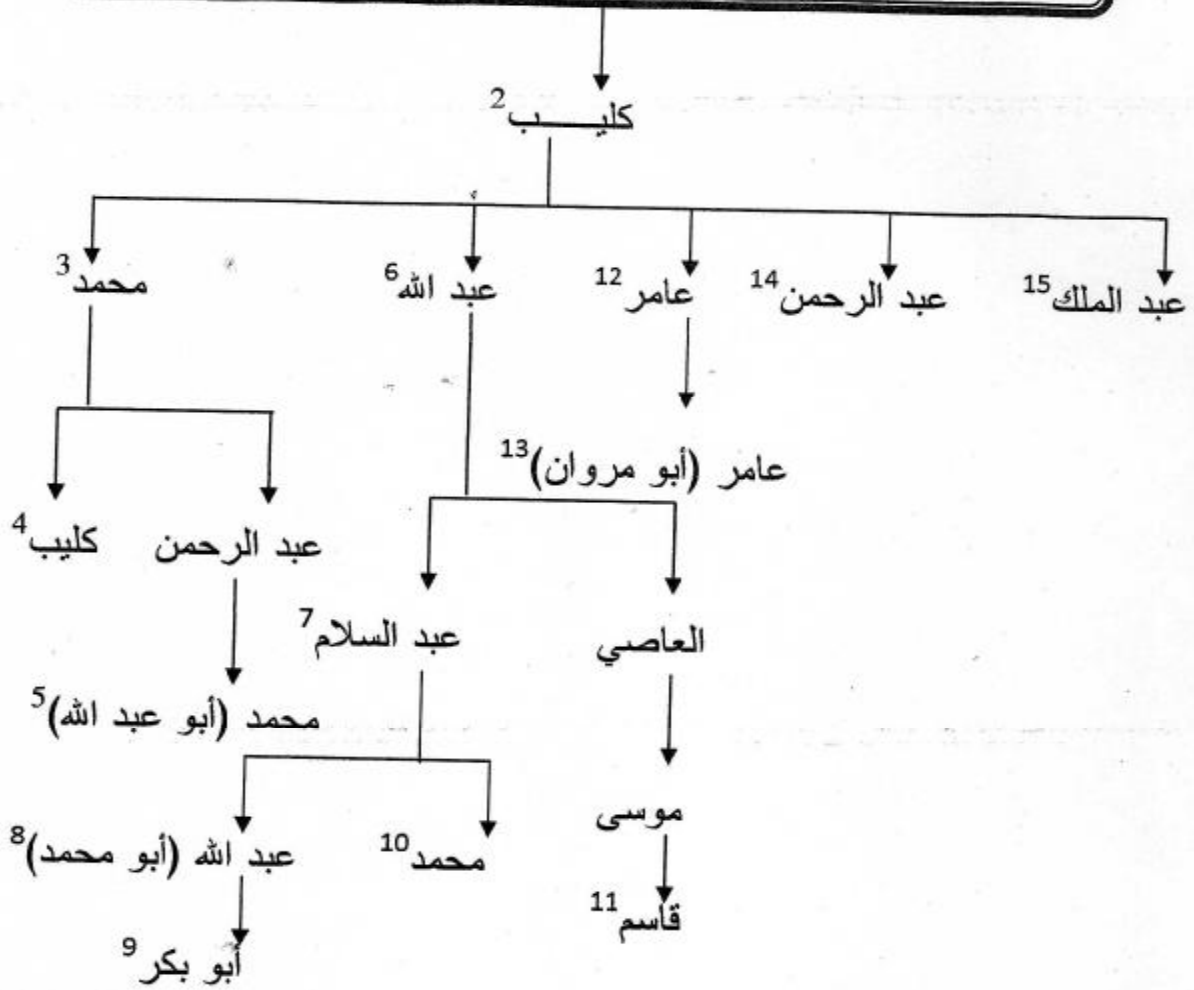 كليـــــب2
محمد3 عبد الله6 عامر12 عبد الرحمن14 عبد الملك15
عامر (أبو مروان)13
كليب4 عبد الرحمن
عبد السلام7 العاصي
محمد (أبو عبد الله)5
موسى
عبد الله (أبو محمد)8 محمد10
قاسم11
أبو بكر9